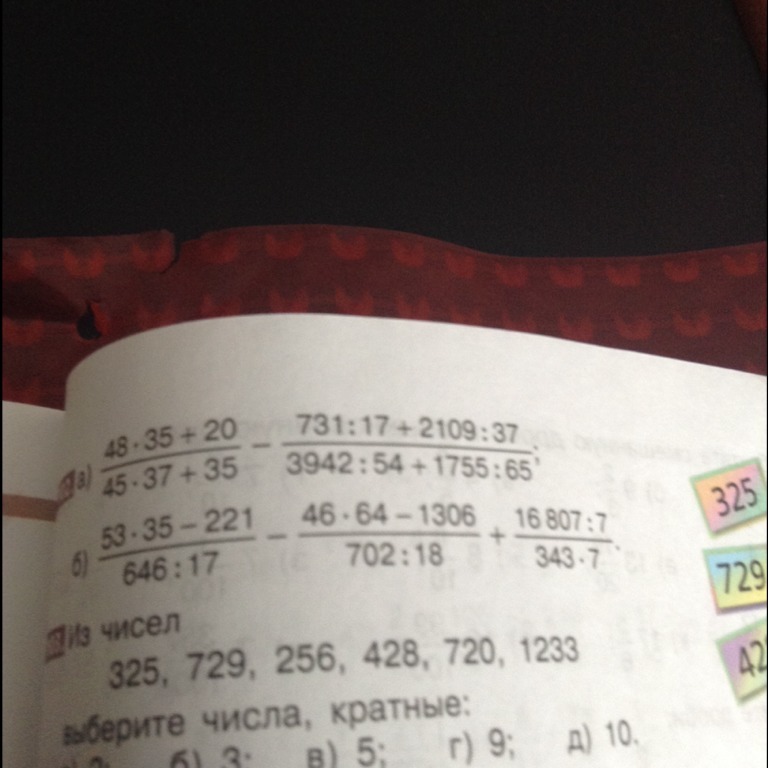 а) (48 · 35 + 20)/(45 · 37 + 35) − (731 : 17 + 2109 : 37)/(3942 : 54 + 1755 : 65);
б) (53 · 35 − 221)/(646 : 17) − (46 · 64 − 1306)/(702 : 18) + (16 807 : 7)/(343 · 7).
Из чисел
325, 729, 256, 428, 720, 1233
выберите числа, кратные:
б) 3; в) 5; г) 9; д) 10.
325
729